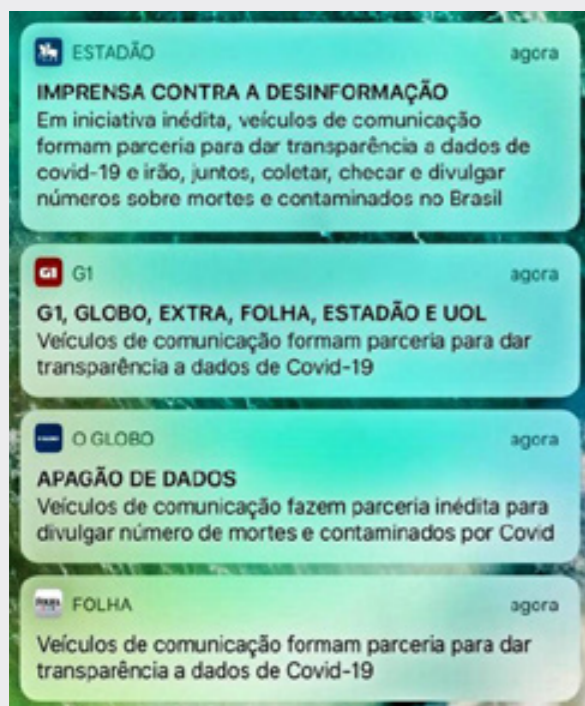 ESTADÃO
agora
IMPRENSA CONTRA A DESINFORMAÇÃO
Em iniciativa inédita, veículos de comunicação
formam parceria para dar transparência a dados de
covid-19 e irão, juntos, coletar, checar e divulgar
números sobre mortes e contaminados no Brasil
G1
G1
agora
G1, GLOBO, EXTRA, FOLHA, ESTADÃO E UOL
Veículos de comunicação formam parceria para dar
transparência a dados de Covid-19
O GLOBO
agora
APAGÃO DE DADOS
Veículos de comunicação fazem parceria inédita para
divulgar número de mortes e contaminados por Covid
FOLHA
agora
Veículos de comunicação formam parceria para dar
transparência a dados de Covid-19